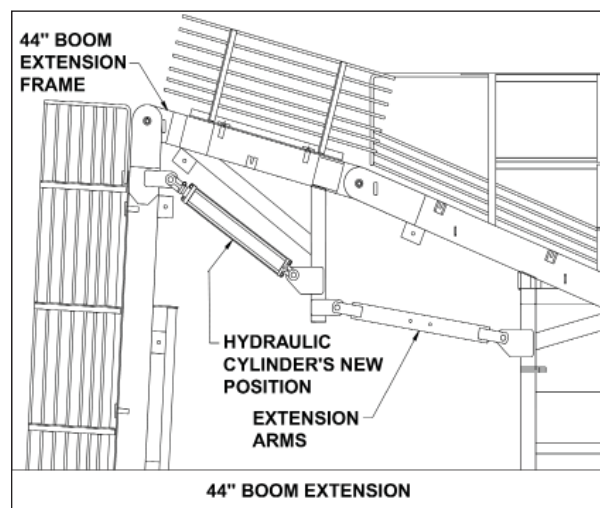 44" BOOM
EXTENSION
FRAME
HYDRAULIC
CYLINDER'S NEW
POSITION
EXTENSION
ARMS
44" BOOM EXTENSION